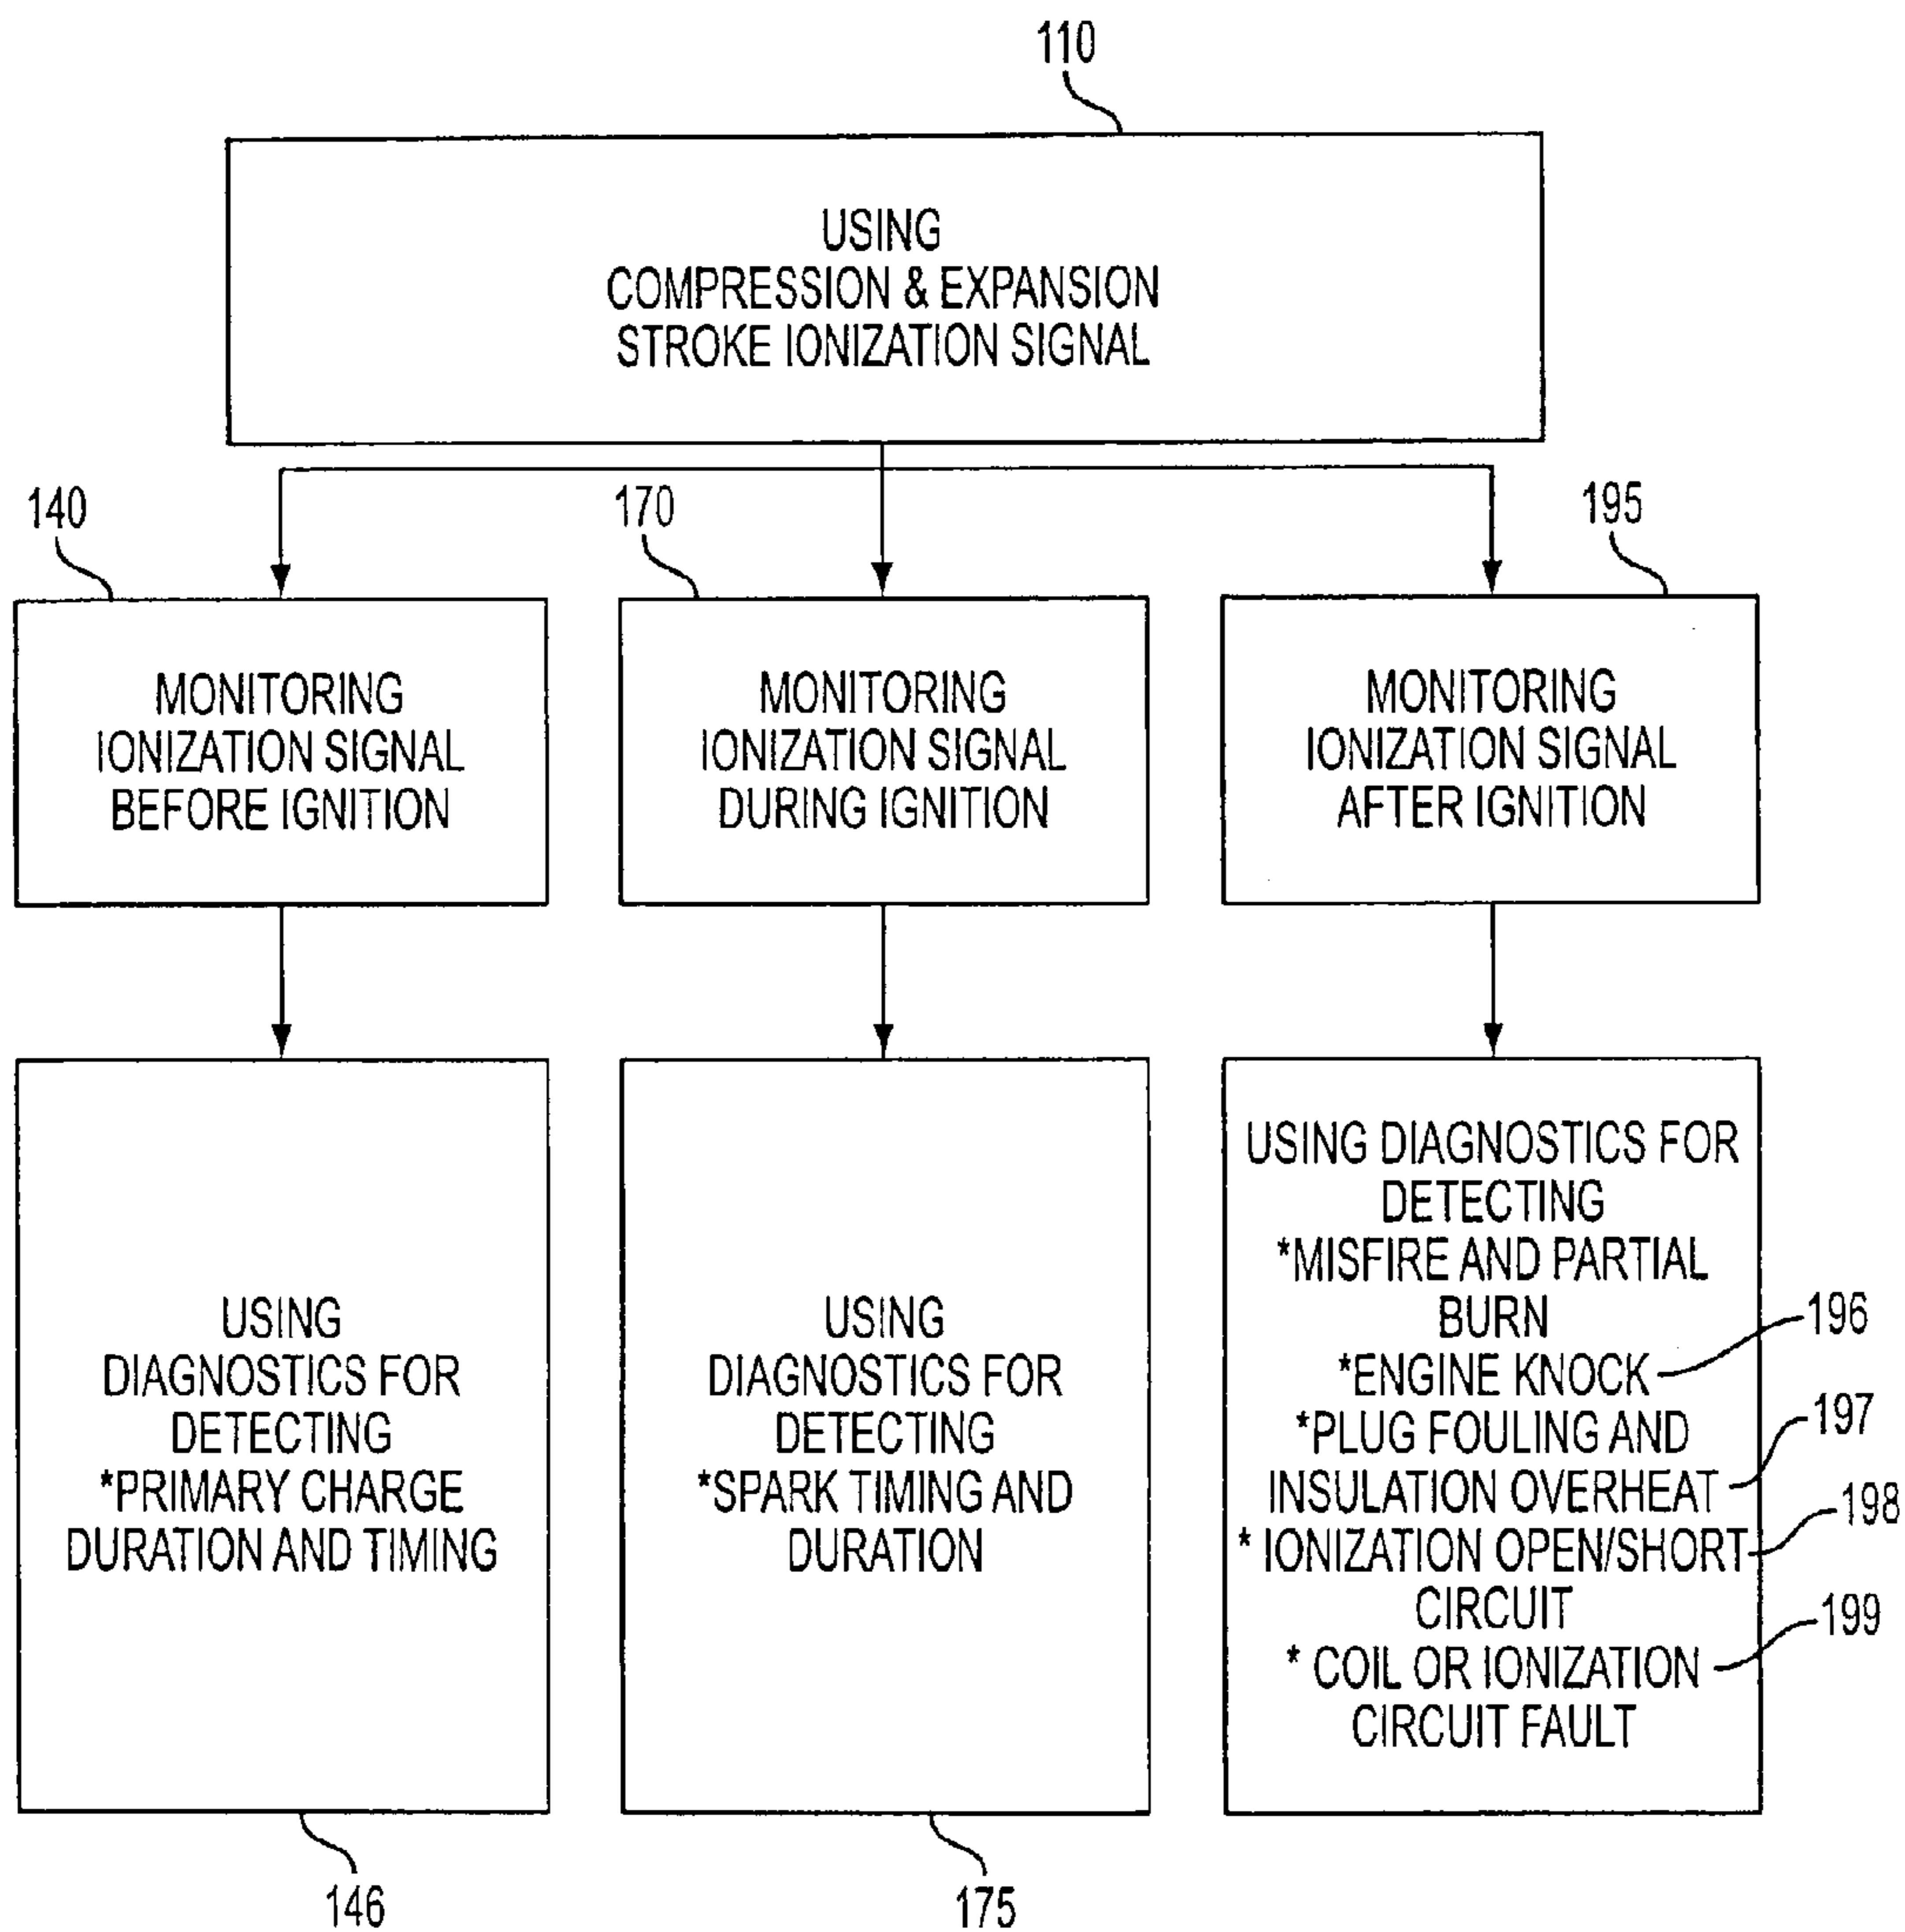 110
USING
COMPRESSION & EXPANSION
STROKE IONIZATION SIGNAL
140
170
195
MONITORING
IONIZATION SIGNAL
BEFORE IGNITION
MONITORING
IONIZATION SIGNAL
DURING IGNITION
MONITORING
IONIZATION SIGNAL
AFTER IGNITION
USING
DIAGNOSTICS FOR
DETECTING
*PRIMARY CHARGE
DURATION AND TIMING
146
USING
DIAGNOSTICS FOR
DETECTING
*SPARK TIMING AND
DURATION
175
USING DIAGNOSTICS FOR
DETECTING
*MISFIRE AND PARTIAL
BURN
*ENGINE KNOCK
196
*PLUG FOULING AND
INSULATION OVERHEAT
197
* IONIZATION OPEN/SHORT
CIRCUIT
198
* COIL OR IONIZATION
CIRCUIT FAULT
199